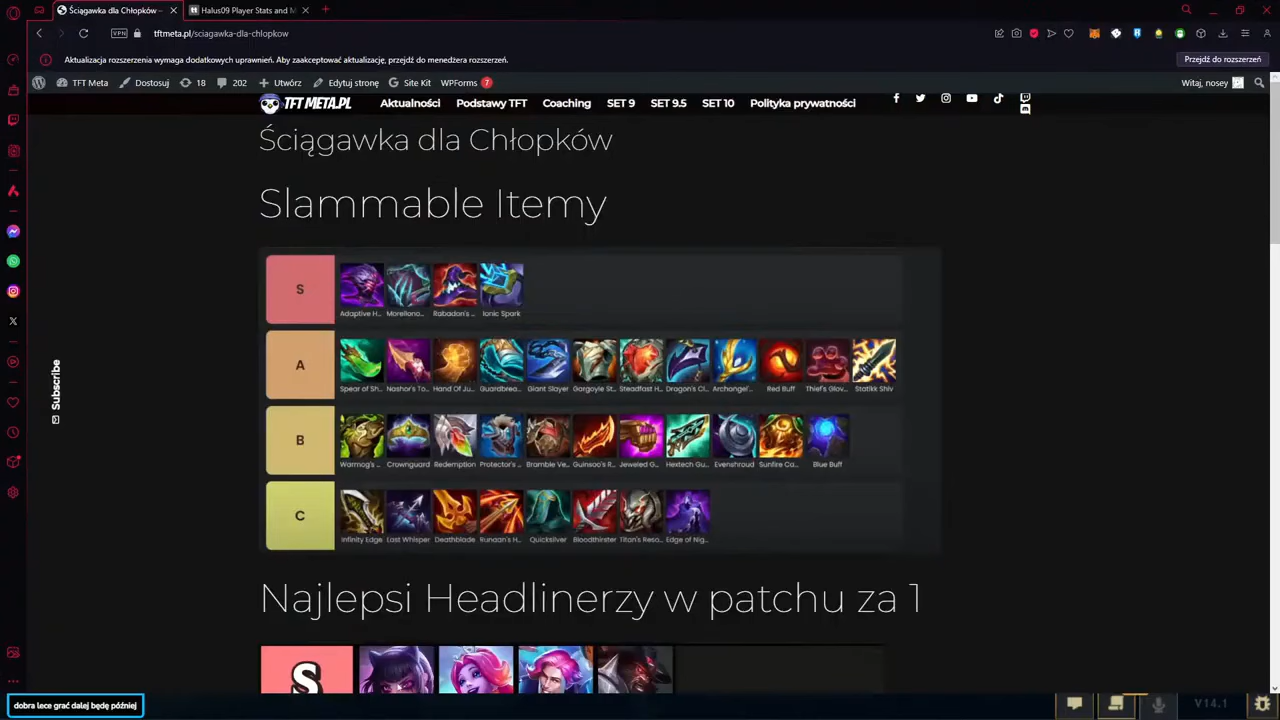 Ściągawka dla Chłopków –
Halus09 Player Stats and M
VPN
tftmeta.pl/sciagawka-dla-chlopkow
Aktualizacja rozszerzenia wymaga dodatkowych uprawnień. Aby zaakceptować aktualizację, przejdź do menedżera rozszerzeń.
Przejdź do rozszerzeń
TFT Meta Dostosuj 18 202 Utwórz Edytuj stronę Site Kit WPForms 7
Witaj, nosey
TFT META.PL
Aktualności Podstawy TFT Coaching SET 9 SET 9.5 SET 10 Polityka prywatności
Ściągawka dla Chłopków
Slammable Itemy
S
Adaptive H... Morellono... Rabadon's ... Ionic Spark
A
Spear of Sh... Nashor's To... Hand Of Ju... Guardbrea... Giant Slayer Gargoyle St... Steadfast H... Dragon's Cl... Archangel'... Red Buff Thief's Glov... Statikk Shiv
B
Warmog's ... Crownguard Redemption Protector's ... Bramble Ve... Guinsoo's R... Jeweled G... Hextech Gu... Evenshroud Sunfire Ca... Blue Buff
C
Infinity Edge Last Whisper Deathblade Runaan's H... Quicksilver Bloodthirster Titan's Reso... Edge of Nig...
Subscribe
Najlepsi Headlinerzy w patchu za 1
S
dobra lece grać dalej będę później
V14.1